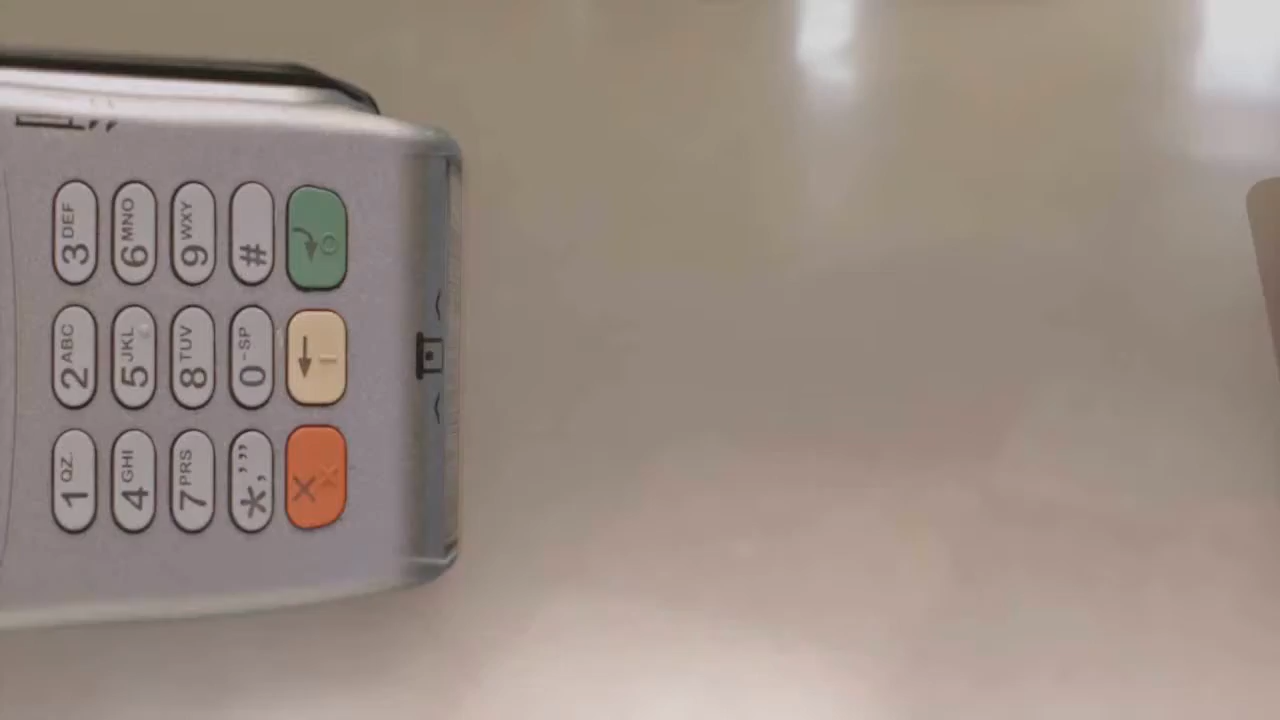 1 QZ. 2 ABC 3 DEF
4 GHI 5 JKL 6 MNO
7 PRS 8 TUV 9 WXY
*,'" 0 -SP #